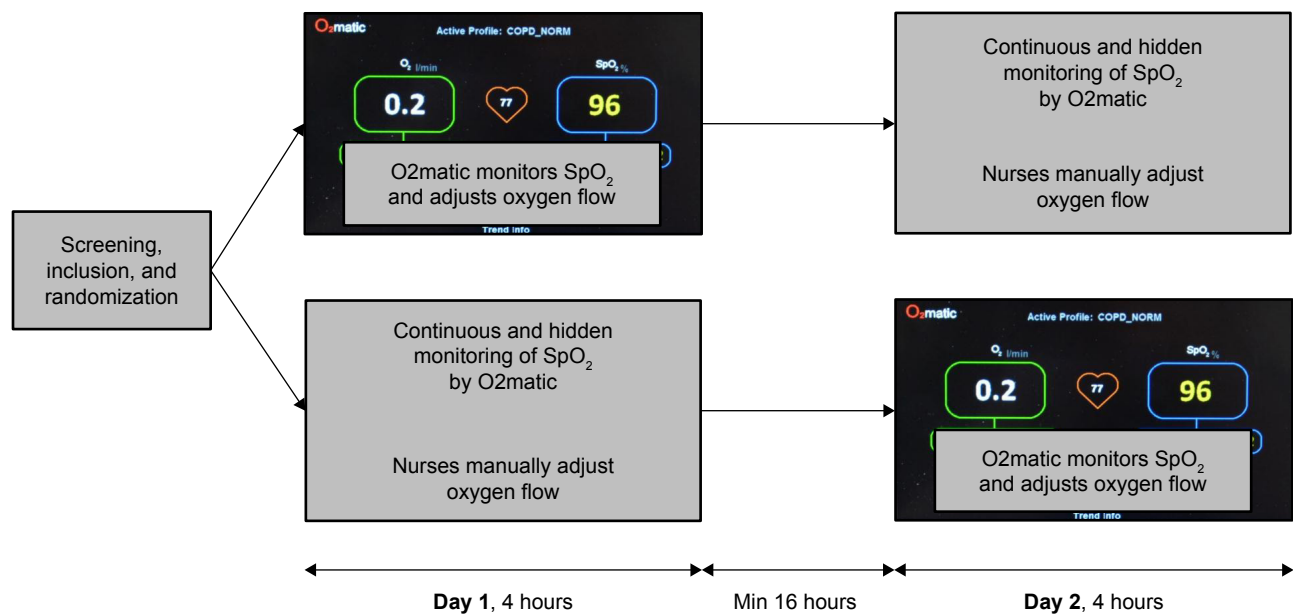 O2matic
Active Profile: COPD_NORM
O₂ l/min
SpO₂ %
0.2
77
96
O2matic monitors SpO₂
and adjusts oxygen flow
Trend Info
Continuous and hidden
monitoring of SpO₂
by O2matic
Nurses manually adjust
oxygen flow
Screening,
inclusion, and
randomization
Continuous and hidden
monitoring of SpO₂
by O2matic
Nurses manually adjust
oxygen flow
O2matic
Active Profile: COPD_NORM
O₂ l/min
SpO₂ %
0.2
77
96
O2matic monitors SpO₂
and adjusts oxygen flow
Trend Info
Day 1, 4 hours
Min 16 hours
Day 2, 4 hours